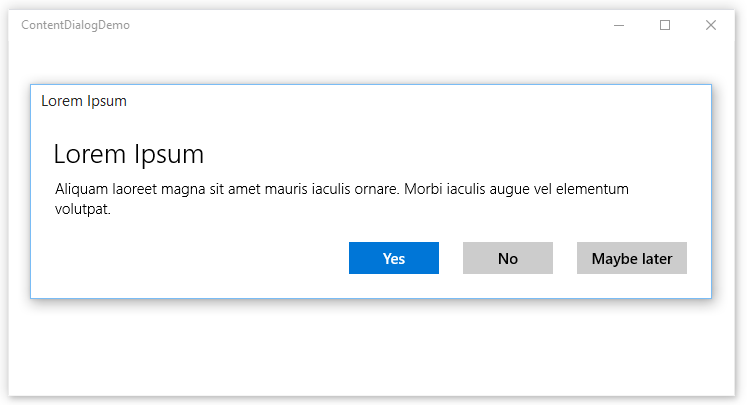 ContentDialogDemo
Lorem Ipsum
Lorem Ipsum
Aliquam laoreet magna sit amet mauris iaculis ornare. Morbi iaculis augue vel elementum
volutpat.
Yes No Maybe later